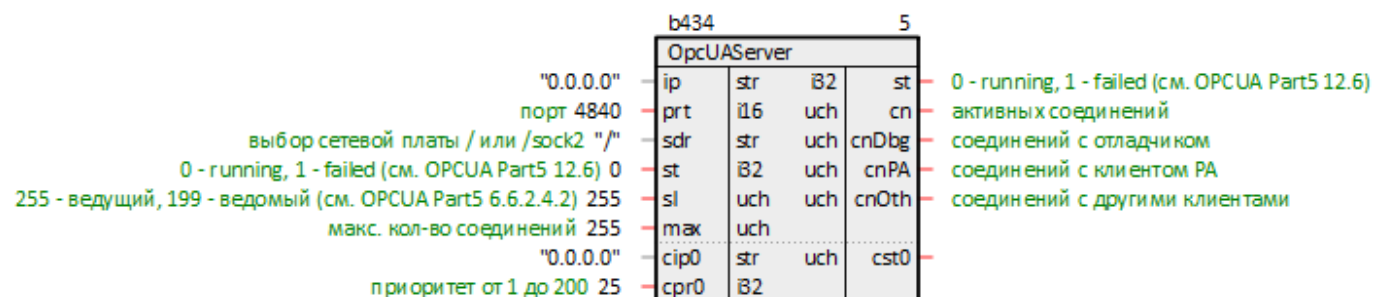 b434 5
OpcUAServer
"0.0.0.0" ip str i32 st 0 - running, 1 - failed (см. OPCUA Part5 12.6)
порт 4840 prt i16 uch cn активных соединений
выбор сетевой платы / или /sock2 "/" sdr str uch cnDbg соединений с отладчиком
0 - running, 1 - failed (см. OPCUA Part5 12.6) 0 st i32 uch cnPA соединений с клиентом PA
255 - ведущий, 199 - ведомый (см. OPCUA Part5 6.6.2.4.2) 255 sl uch uch cnOth соединений с другими клиентами
макс. кол-во соединений 255 max uch
"0.0.0.0" cip0 str uch cst0
приоритет от 1 до 200 25 cpr0 i32